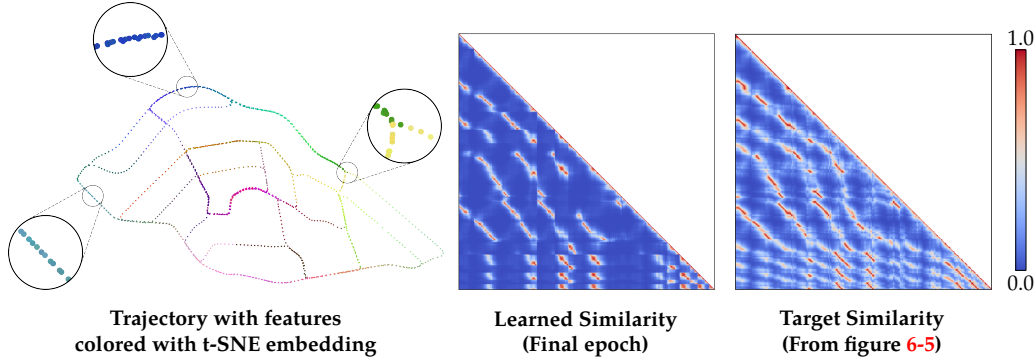 1.0
0.0
Trajectory with features
colored with t-SNE embedding
Learned Similarity
(Final epoch)
Target Similarity
(From figure 6-5)